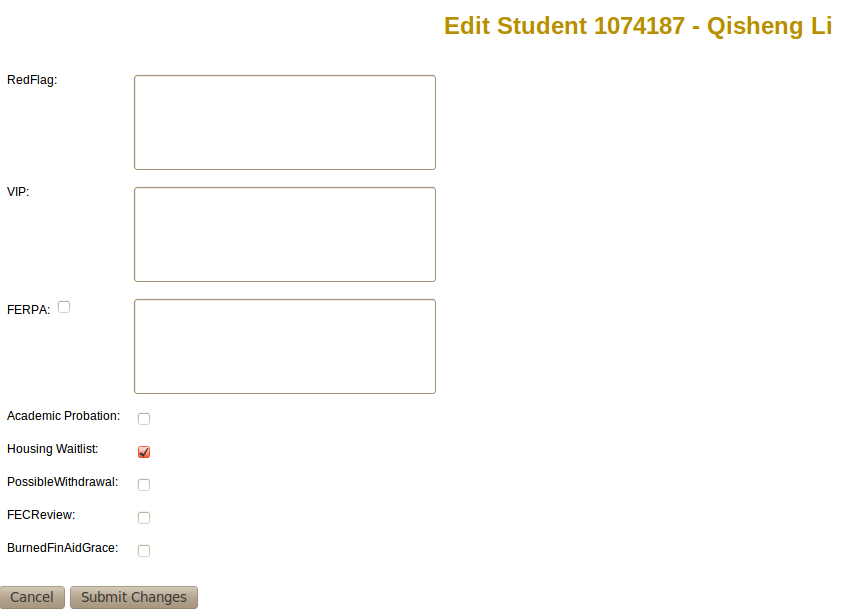 Edit Student 1074187 - Qisheng Li
RedFlag:
VIP:
FERPA:
Academic Probation:
Housing Waitlist:
PossibleWithdrawal:
FECReview:
BurnedFinAidGrace:
Cancel Submit Changes